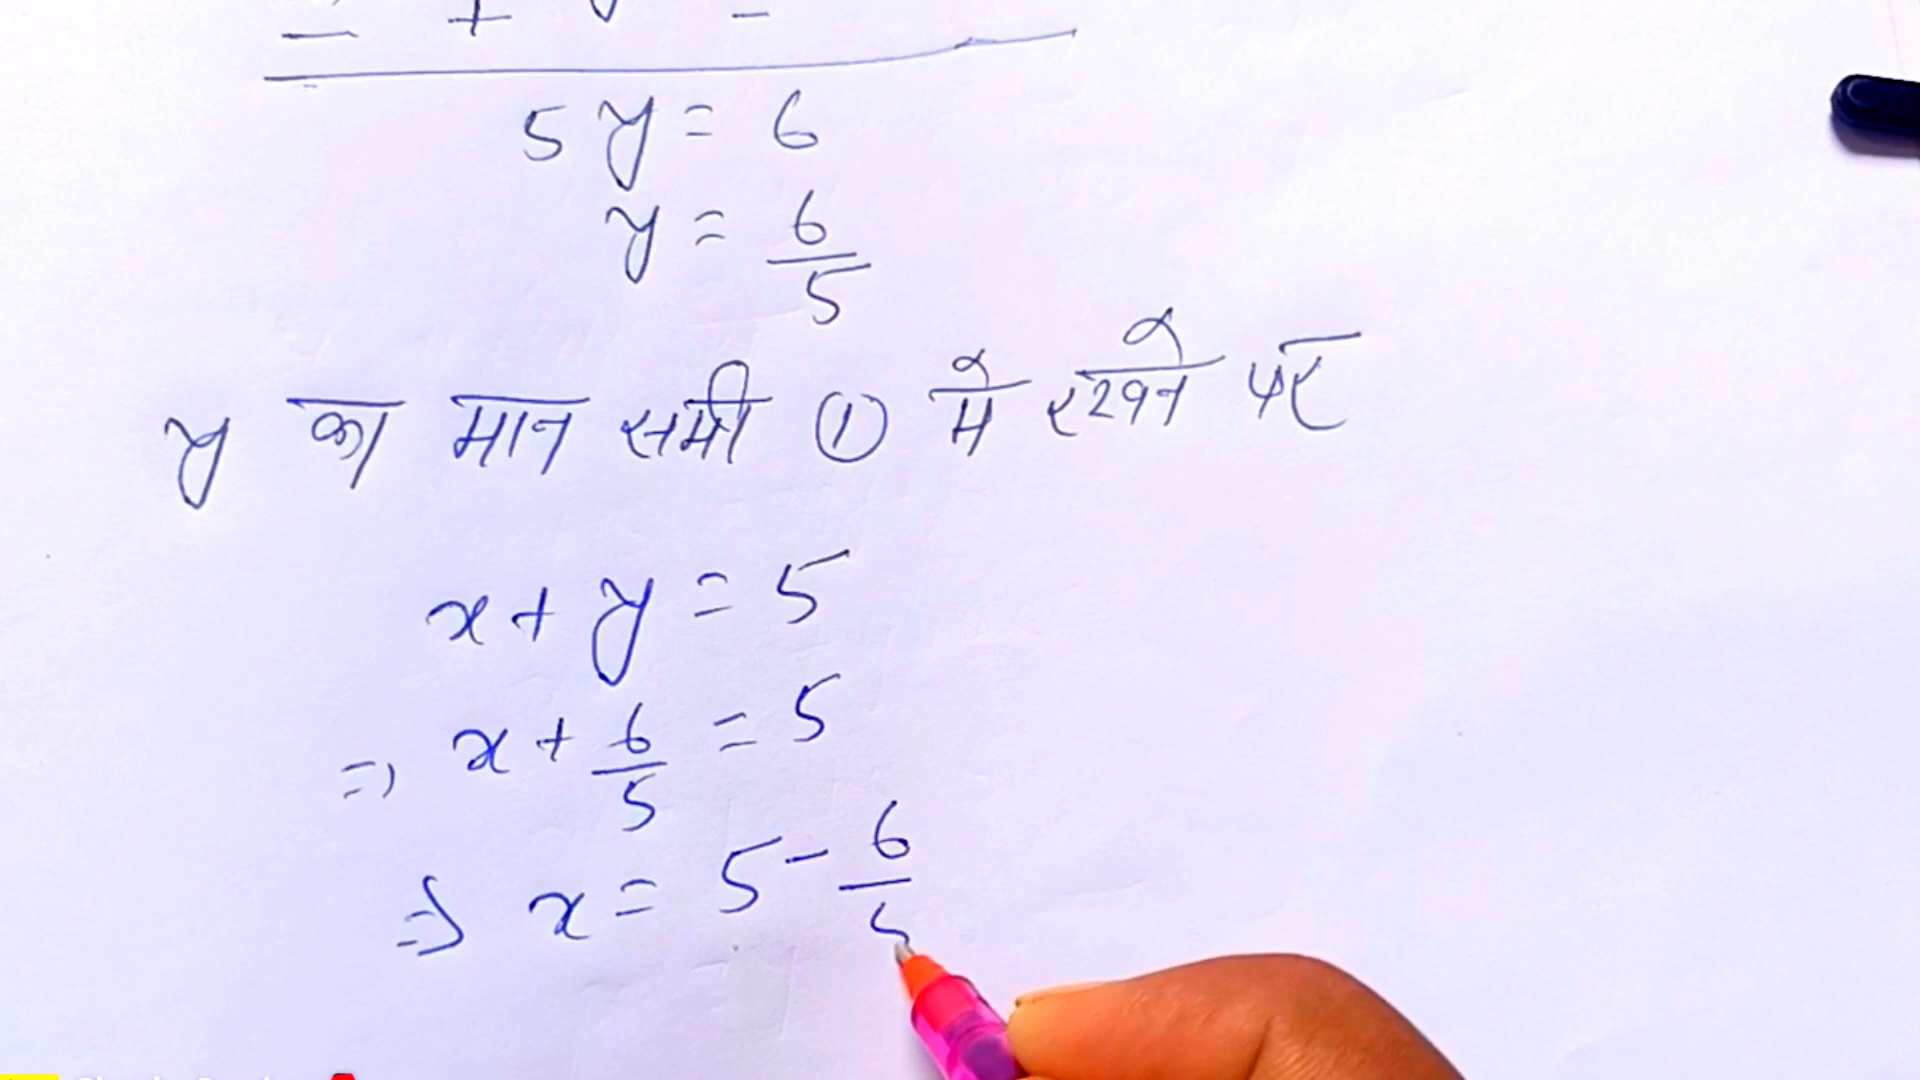 5y = 6
y = 6/5
y का मान समी ① मे रखने पर
x + y = 5
=> x + 6/5 = 5
=> x = 5 - 6/5